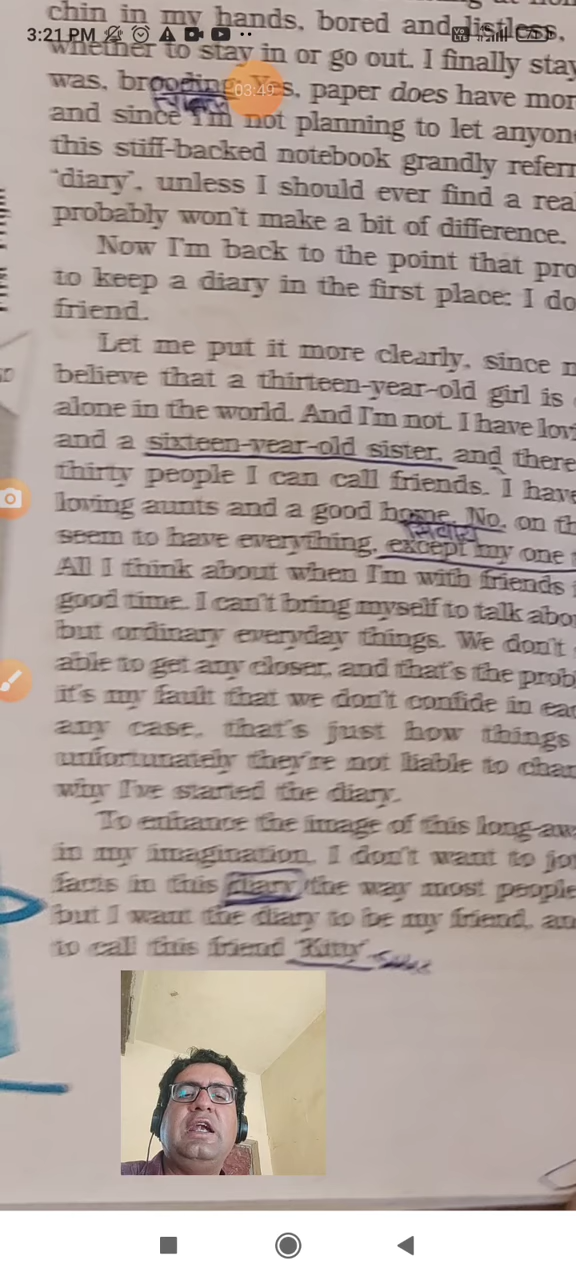 chin in my hands, bored and listless,
3:21 PM
whether to stay in or go out. I finally stay
03:49
was, brooding. Yes, paper does have mor
and since I'm not planning to let anyon
this stiff-backed notebook grandly referr
'diary', unless I should ever find a rea
probably won't make a bit of difference.
Now I'm back to the point that pro
to keep a diary in the first place: I do
friend.
Let me put it more clearly, since n
believe that a thirteen-year-old girl is
alone in the world. And I'm not. I have lov
and a sixteen-year-old sister, and there
thirty people I can call friends. I have
loving aunts and a good home. No, on th
सिवाय
seem to have everything, except my one
All I think about when I'm with friends i
good time. I can't bring myself to talk abo
but ordinary everyday things. We don't
able to get any closer, and that's the prob
it's my fault that we don't confide in eac
any case, that's just how things
unfortunately they're not liable to chan
why I've started the diary.
To enhance the image of this long-aw
in my imagination, I don't want to jo
facts in this diary the way most people
but I want the diary to be my friend, an
to call this friend 'Kitty'